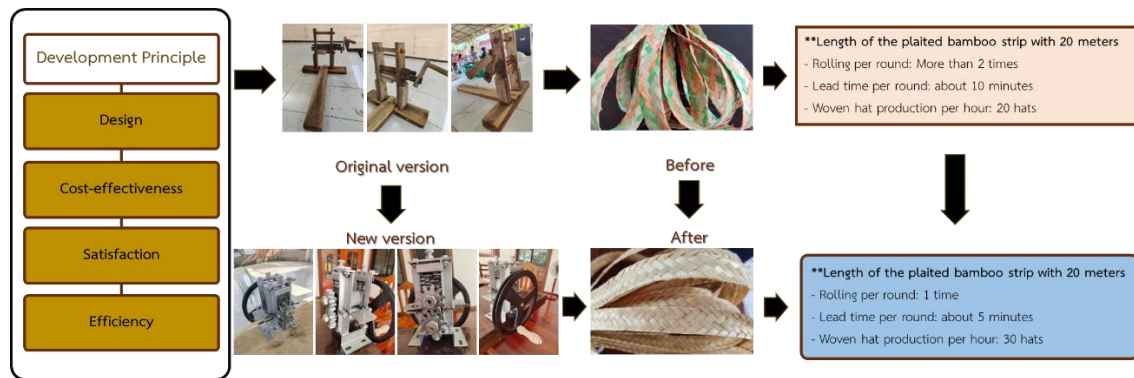 Development Principle
Design
Cost-effectiveness
Satisfaction
Efficiency
Original version
New version
Before
After
**Length of the plaited bamboo strip with 20 meters
- Rolling per round: More than 2 times
- Lead time per round: about 10 minutes
- Woven hat production per hour: 20 hats
**Length of the plaited bamboo strip with 20 meters
- Rolling per round: 1 time
- Lead time per round: about 5 minutes
- Woven hat production per hour: 30 hats